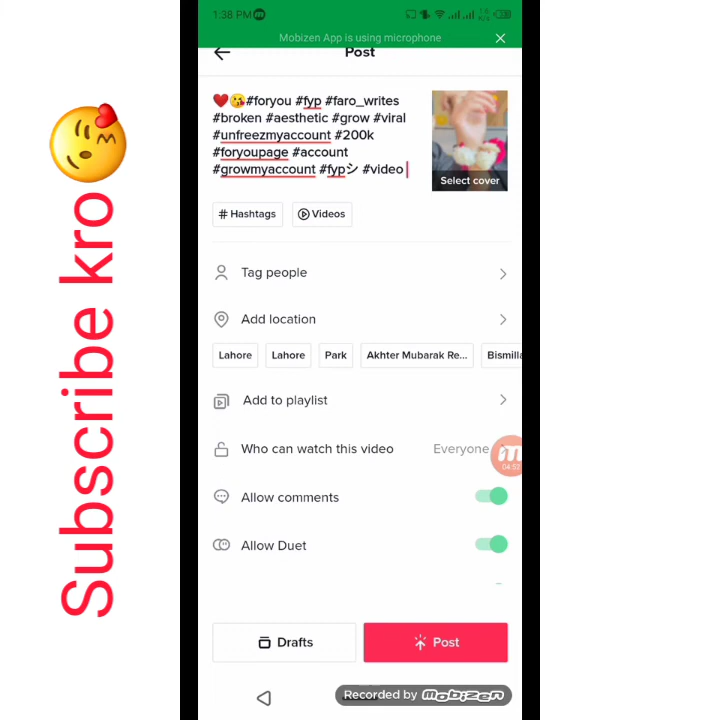 1:38 PM
Mobizen App is using microphone
Post
❤️😘#foryou #fyp #faro_writes
#broken #aesthetic #grow #viral
#unfreezmyaccount #200k
#foryoupage #account
#growmyaccount #fypシ #video
Select cover
# Hashtags
Videos
Tag people
Add location
Lahore
Lahore
Park
Akhter Mubarak Re...
Bismilla
Add to playlist
Who can watch this video
Everyone
04:52
Allow comments
Allow Duet
Drafts
Post
Recorded by mobizen
Subscribe kro